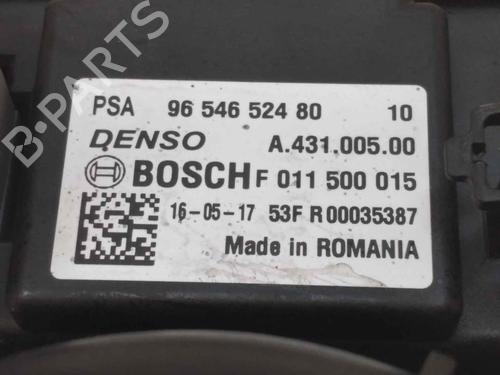 PSA 96 546 524 80 10
DENSO A.431.005.00
BOSCH F 011 500 015
16-05-17 53F R 00035387
Made in ROMANIA
B-PARTS